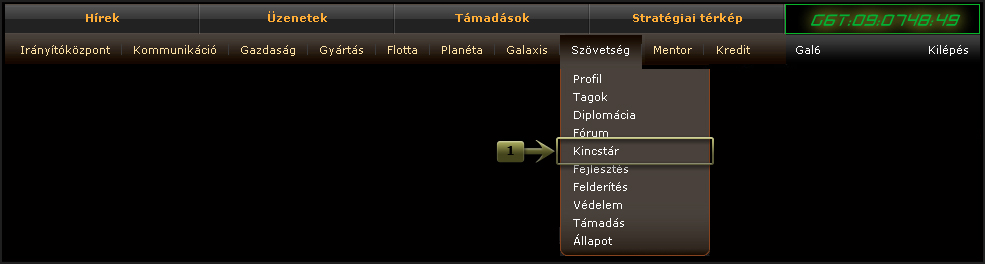 Hírek Üzenetek Támadások Stratégiai térkép G6T:09:0748:49
Irányítóközpont Kommunikáció Gazdaság Gyártás Flotta Planéta Galaxis Szövetség Mentor Kredit Gal6 Kilépés
Profil
Tagok
Diplomácia
Fórum
1 Kincstár
Fejlesztés
Felderítés
Védelem
Támadás
Állapot